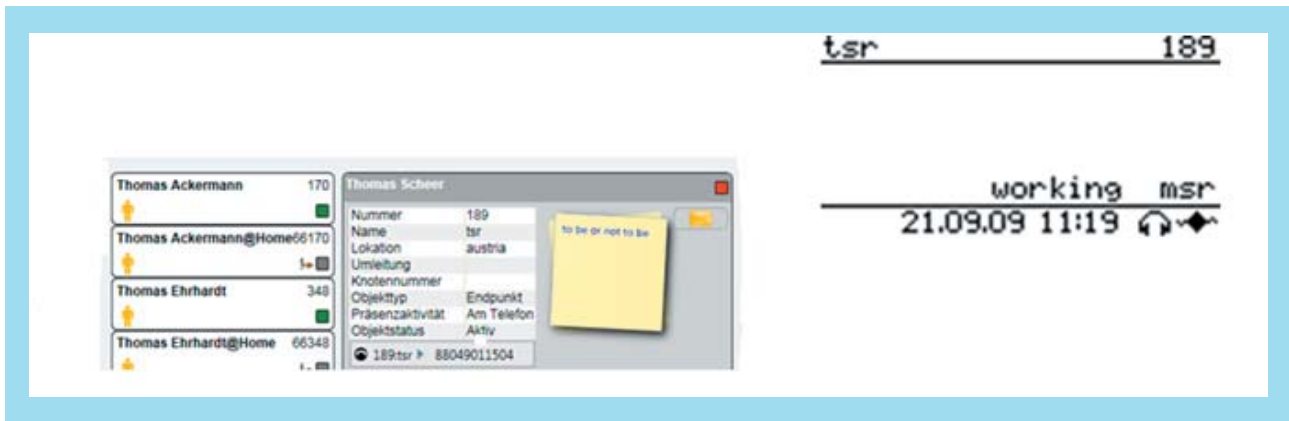 tsr 189
Thomas Ackermann 170
Thomas Ackermann@Home66170
Thomas Ehrhardt 348
Thomas Ehrhardt@Home 66348
Thomas Scheer
Nummer 189
Name tsr
Lokation austria
Umleitung
Knotennummer
Objekttyp Endpunkt
Präsenzaktivität Am Telefon
Objektstatus Aktiv
189:tsr 88049011504
to be or not to be
working msr
21.09.09 11:19